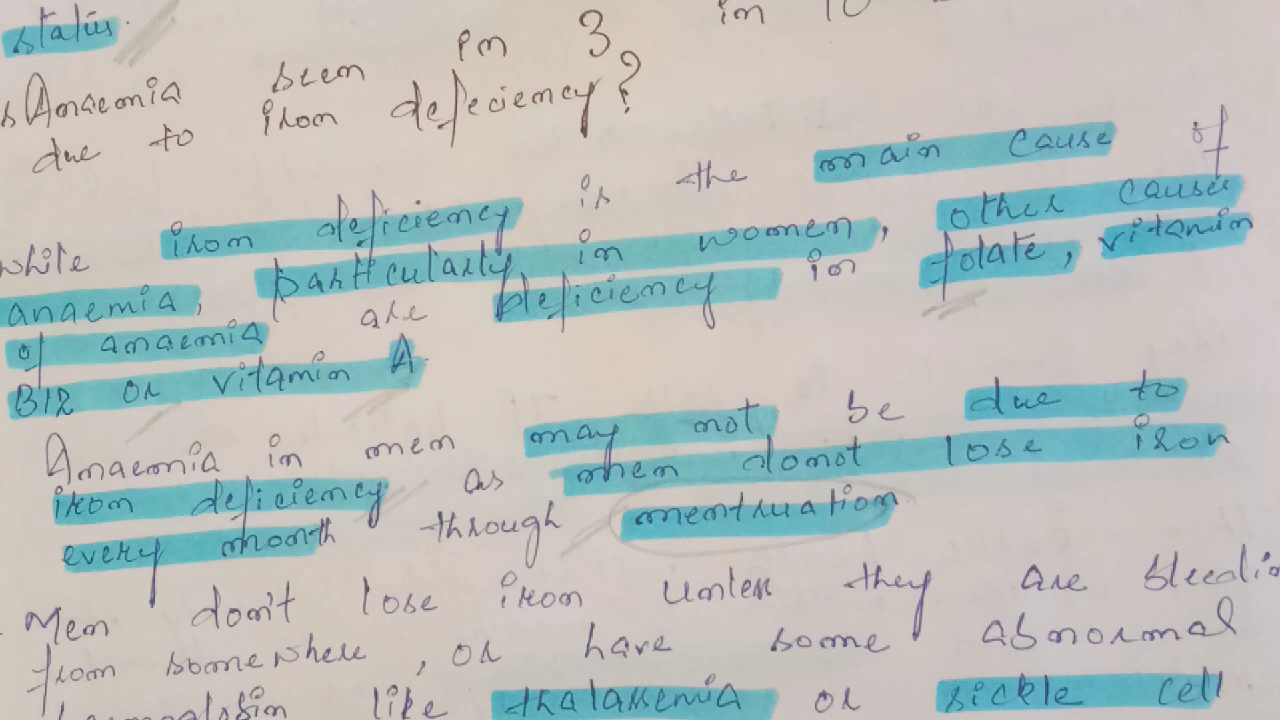 status.
s Anaemia seen in 3 in 10
due to iron deficiency?
while iron deficiency is the main cause of
anaemia, particularly in women, other causes
of anaemia are deficiency in folate, vitamin
B12 or vitamin A.
Anaemia in men may not be due to
iron deficiency as men donot lose iron
every month through mentruation
Men don't lose iron unless they are bleedin
from somewhere, or have some abnormal
like thalassemia or sickle cell